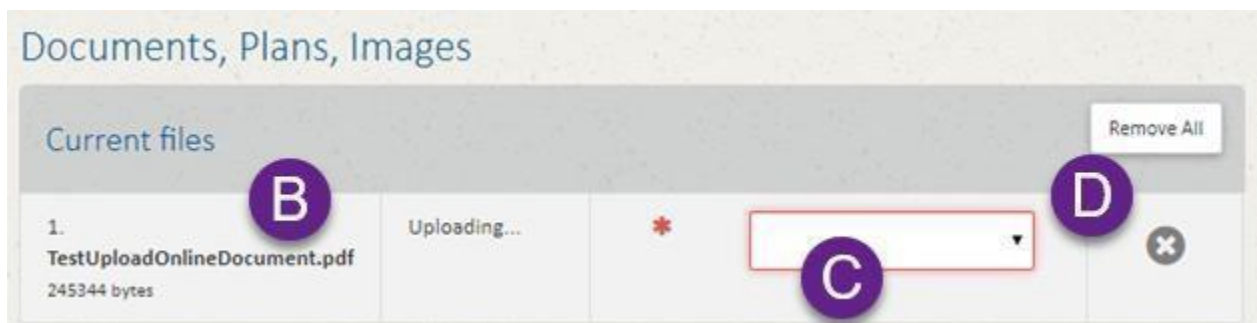 Documents, Plans, Images
Current files
Remove All
B
D
1.
TestUploadOnlineDocument.pdf
245344 bytes
Uploading...
*
C